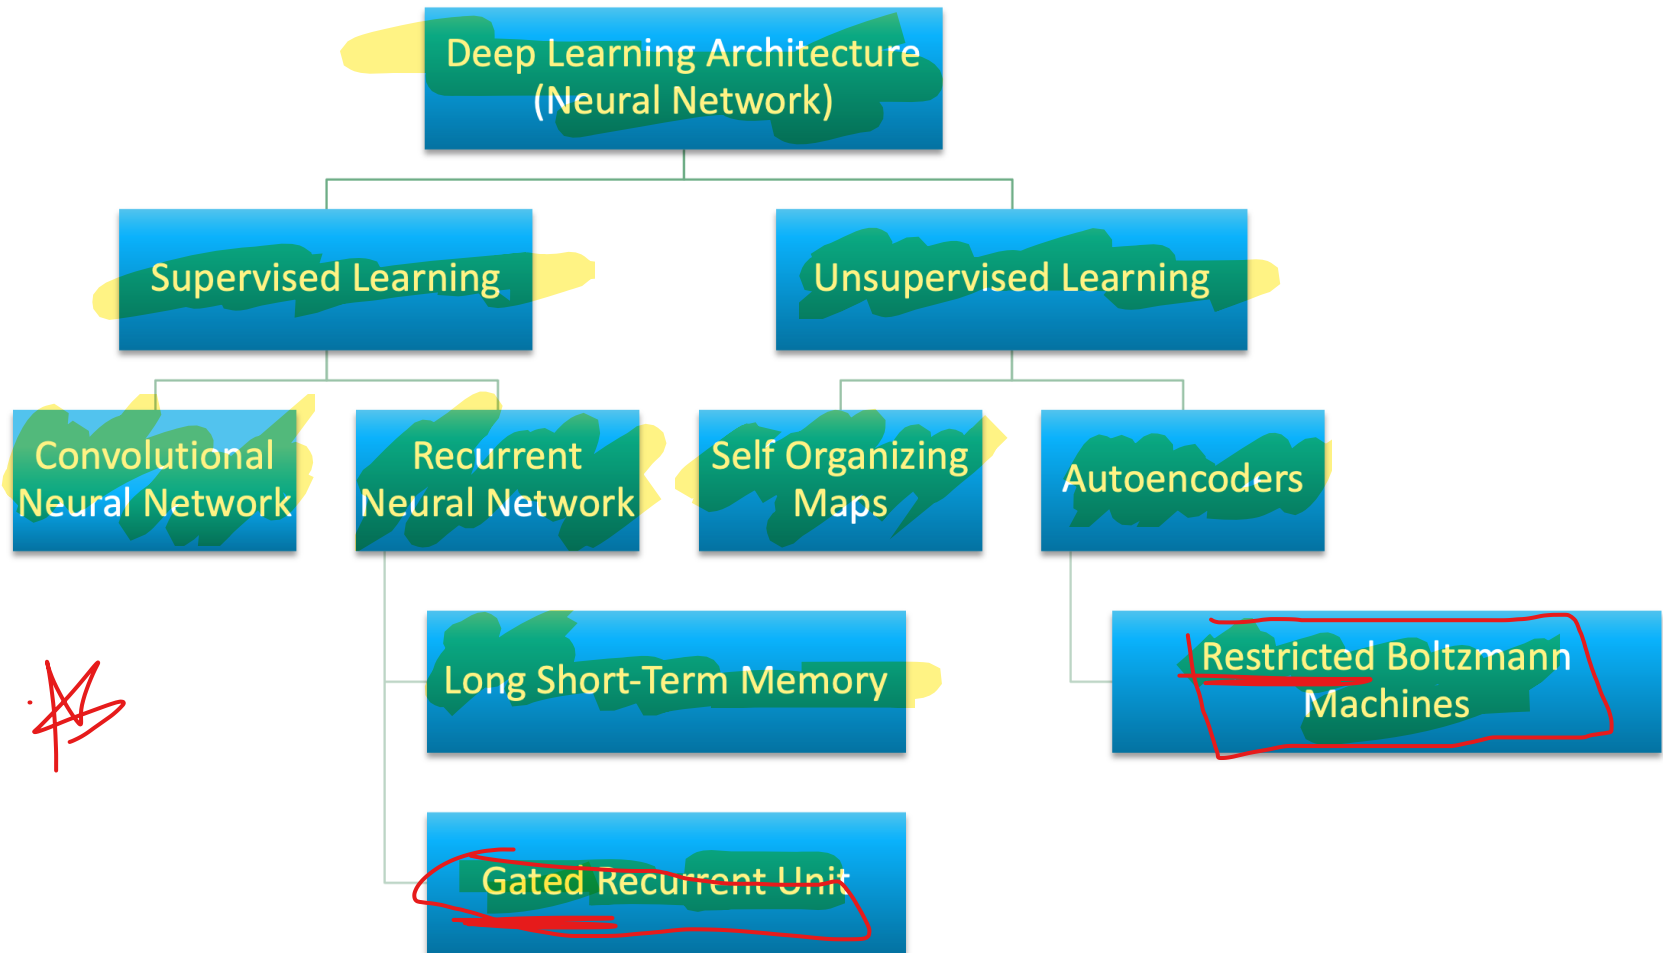 Deep Learning Architecture
(Neural Network)
Supervised Learning
Unsupervised Learning
Convolutional
Neural Network
Recurrent
Neural Network
Self Organizing
Maps
Autoencoders
Long Short-Term Memory
Restricted Boltzmann
Machines
Gated Recurrent Unit